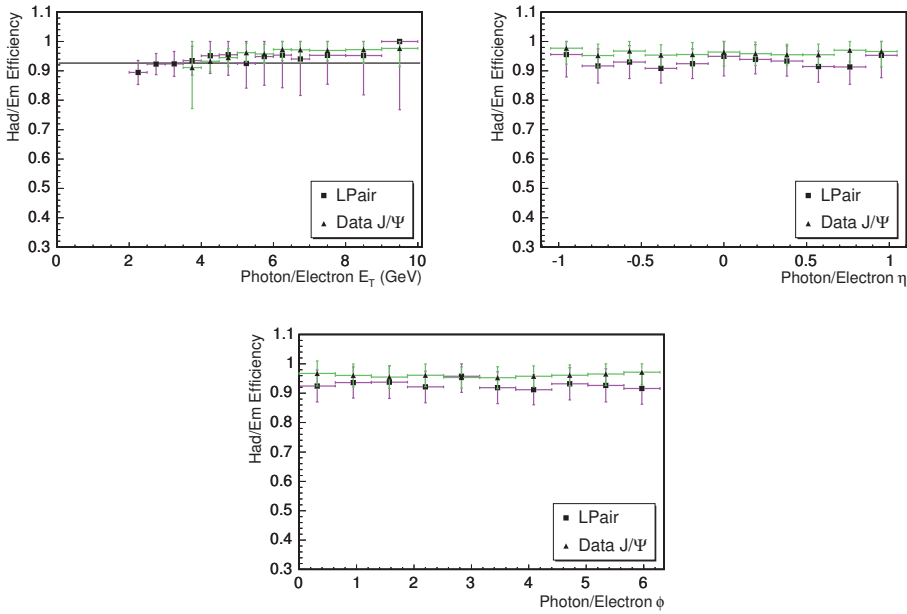 Had/Em Efficiency
1.1
1
0.9
0.8
0.7
0.6
0.5
0.4
0.3
LPair
Data J/Ψ
0 2 4 6 8 10
Photon/Electron E_T (GeV)
Had/Em Efficiency
1.1
1
0.9
0.8
0.7
0.6
0.5
0.4
0.3
LPair
Data J/Ψ
-1 -0.5 0 0.5 1
Photon/Electron η
Had/Em Efficiency
1.1
1
0.9
0.8
0.7
0.6
0.5
0.4
0.3
LPair
Data J/Ψ
0 1 2 3 4 5 6
Photon/Electron ϕ